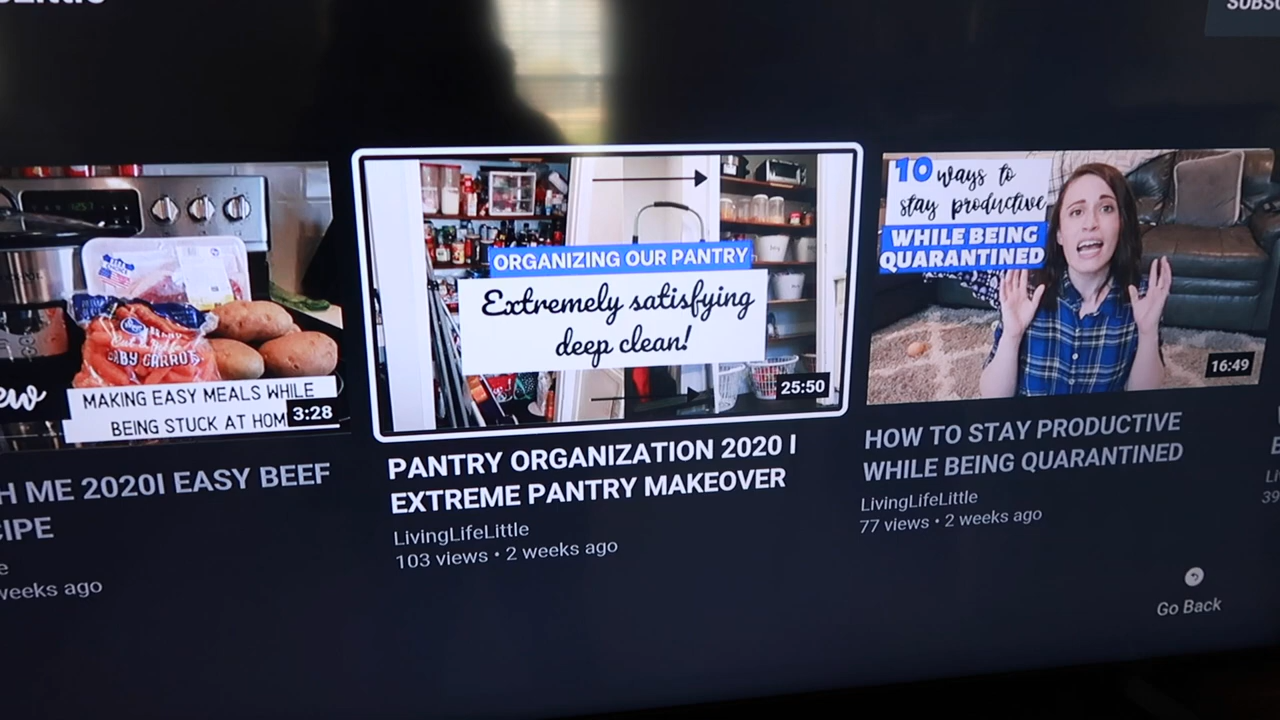 SUBSC
10 ways to
stay productive
WHILE BEING
QUARANTINED
16:49
ORGANIZING OUR PANTRY
Extremely satisfying
deep clean!
25:50
BABY CARROTS
ew
MAKING EASY MEALS WHILE
BEING STUCK AT HOM
3:28
H ME 2020I EASY BEEF
CIPE
e
weeks ago
PANTRY ORGANIZATION 2020 I
EXTREME PANTRY MAKEOVER
LivingLifeLittle
103 views • 2 weeks ago
HOW TO STAY PRODUCTIVE
WHILE BEING QUARANTINED
LivingLifeLittle
77 views • 2 weeks ago
Go Back